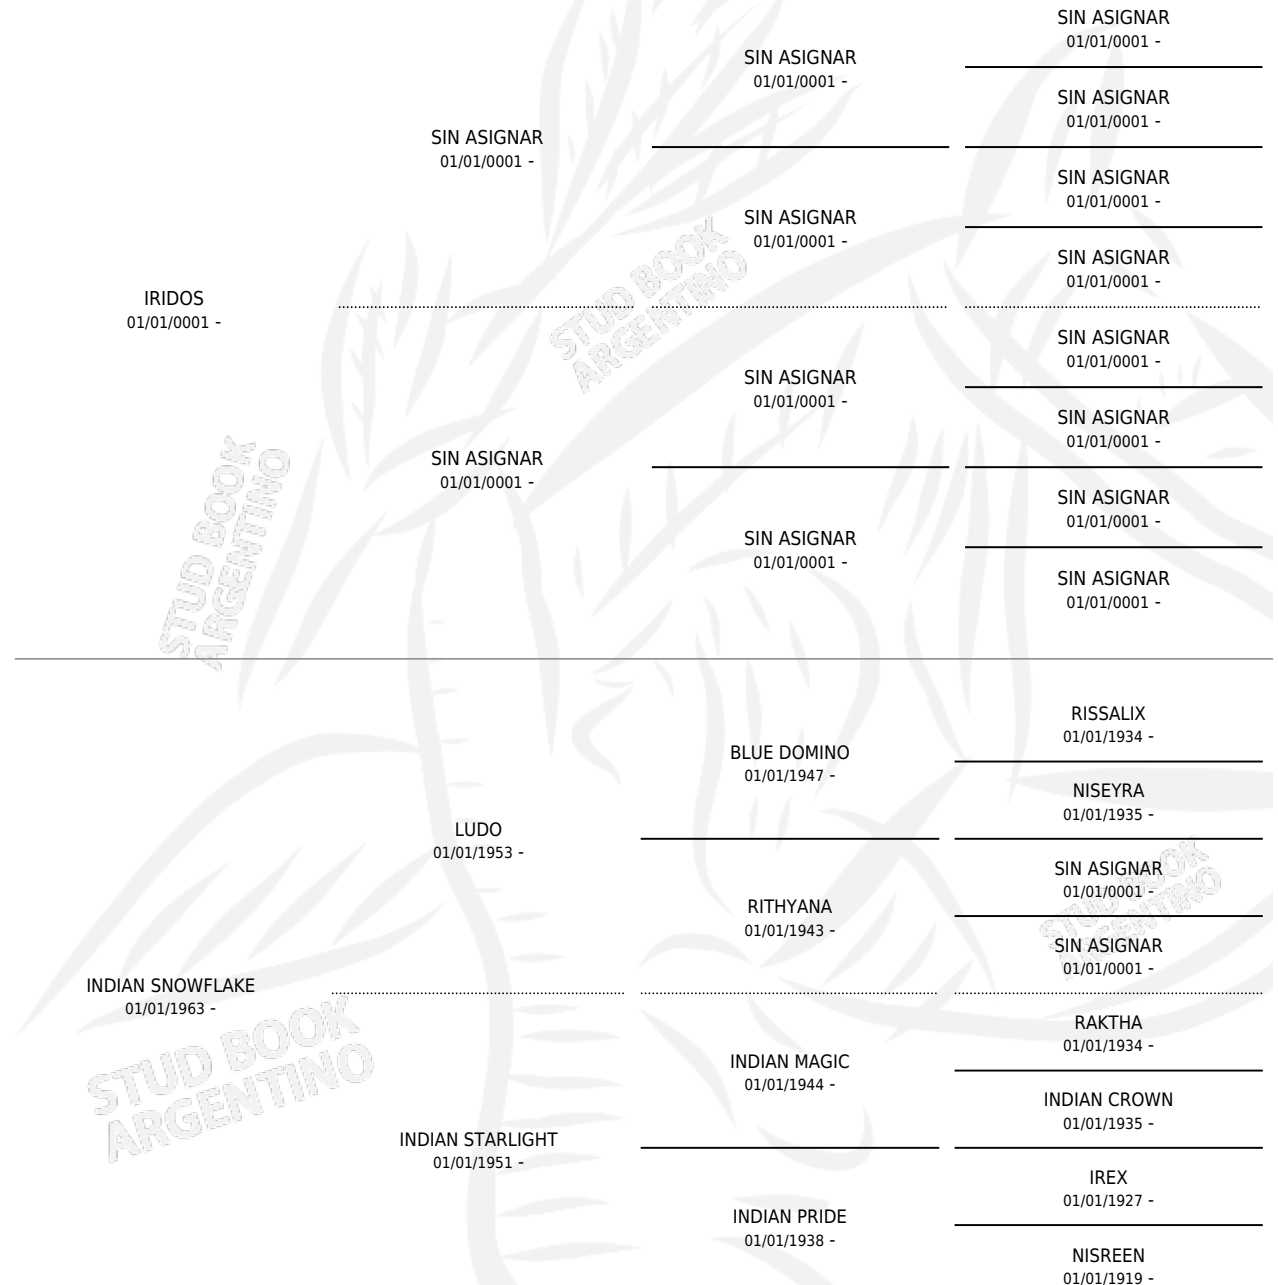 SIN ASIGNAR
01/01/0001 -
SIN ASIGNAR
01/01/0001 -
SIN ASIGNAR
01/01/0001 -
SIN ASIGNAR
01/01/0001 -
SIN ASIGNAR
01/01/0001 -
SIN ASIGNAR
01/01/0001 -
SIN ASIGNAR
01/01/0001 -
IRIDOS
01/01/0001 -
SIN ASIGNAR
01/01/0001 -
SIN ASIGNAR
01/01/0001 -
SIN ASIGNAR
01/01/0001 -
SIN ASIGNAR
01/01/0001 -
SIN ASIGNAR
01/01/0001 -
SIN ASIGNAR
01/01/0001 -
SIN ASIGNAR
01/01/0001 -
STUD BOOK
ARGENTINO
STUD BOOK
ARGENTINO
RISSALIX
01/01/1934 -
BLUE DOMINO
01/01/1947 -
NISEYRA
01/01/1935 -
LUDO
01/01/1953 -
SIN ASIGNAR
01/01/0001 -
RITHYANA
01/01/1943 -
SIN ASIGNAR
01/01/0001 -
STUD BOOK
ARGENTINO
INDIAN SNOWFLAKE
01/01/1963 -
STUD BOOK
ARGENTINO
RAKTHA
01/01/1934 -
INDIAN MAGIC
01/01/1944 -
INDIAN CROWN
01/01/1935 -
INDIAN STARLIGHT
01/01/1951 -
IREX
01/01/1927 -
INDIAN PRIDE
01/01/1938 -
NISREEN
01/01/1919 -